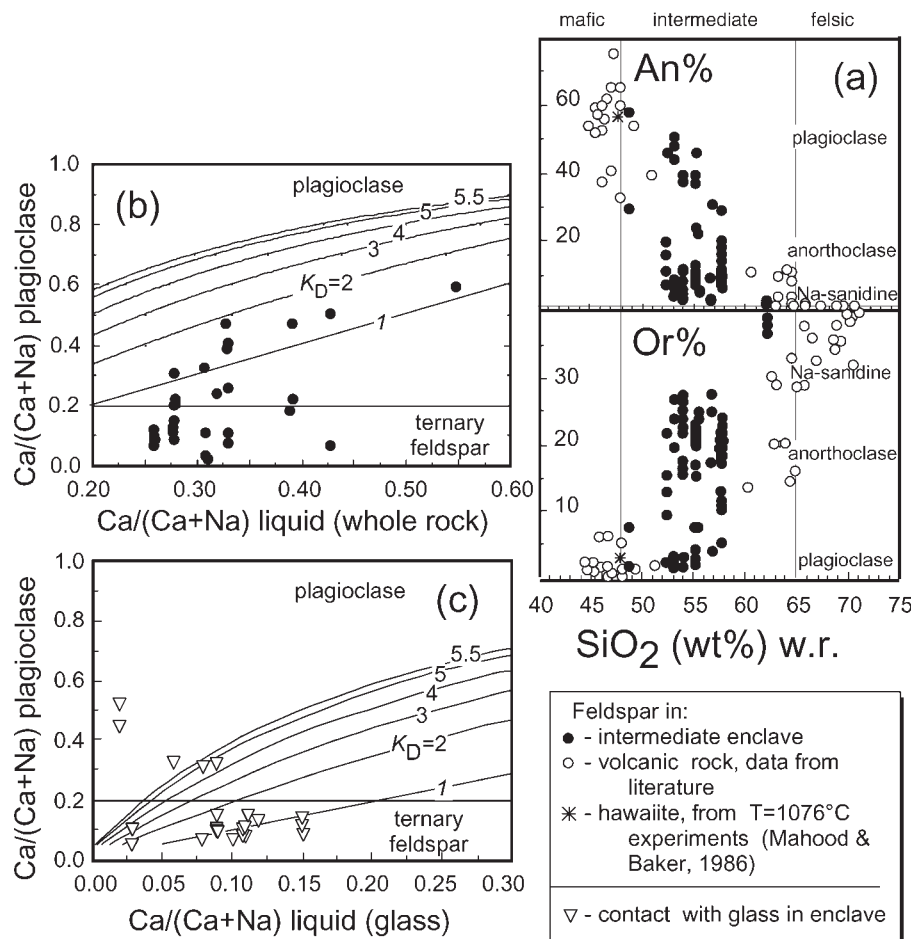 mafic intermediate felsic
An%
(a)
60
40
20
plagioclase
anorthoclase
Na-sanidine
Or%
30
20
10
Na-sanidine
anorthoclase
plagioclase
40 45 50 55 60 65 70 75
SiO2 (wt%) w.r.
(b)
plagioclase
5.5
5
4
3
KD=2
1
ternary
feldspar
1.0
0.8
0.6
0.4
0.2
0.0
0.20 0.30 0.40 0.50 0.60
Ca/(Ca+Na) plagioclase
Ca/(Ca+Na) liquid (whole rock)
(c)
plagioclase
5.5
5
4
3
KD=2
1
ternary
feldspar
1.0
0.8
0.6
0.4
0.2
0.0
0.00 0.05 0.10 0.15 0.20 0.25 0.30
Ca/(Ca+Na) plagioclase
Ca/(Ca+Na) liquid (glass)
Feldspar in:
- intermediate enclave
- volcanic rock, data from
literature
- hawaiite, from T=1076°C
experiments (Mahood &
Baker, 1986)
- contact with glass in enclave